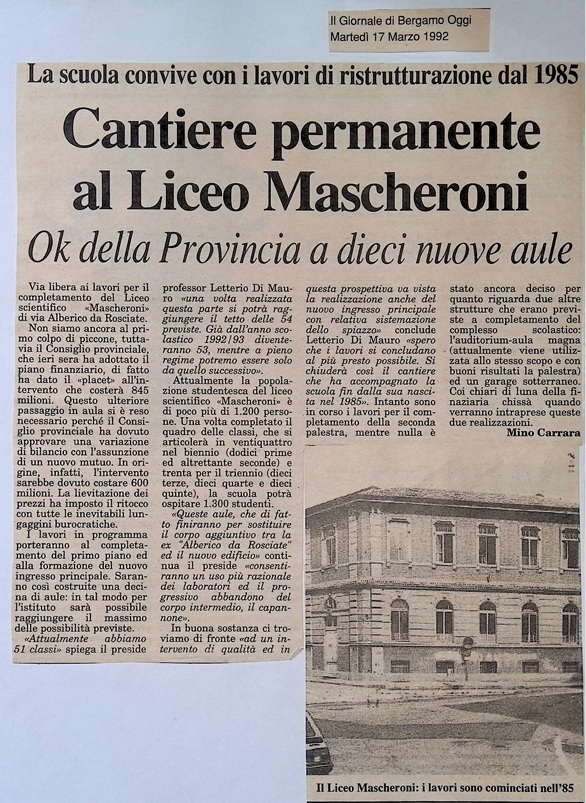 Il Giornale di Bergamo Oggi
Martedì 17 Marzo 1992
La scuola convive con i lavori di ristrutturazione dal 1985
Cantiere permanente
al Liceo Mascheroni
Ok della Provincia a dieci nuove aule
Via libera ai lavori per il
completamento del Liceo
scientifico «Mascheroni»
di via Alberico da Rosciate.
Non siamo ancora al pri-
mo colpo di piccone, tutta-
via il Consiglio provinciale,
che ieri sera ha adottato il
piano finanziario, di fatto
ha dato il «placet» all'in-
tervento che costerà 845
milioni. Questo ulteriore
passaggio in aula si è reso
necessario perché il Consi-
glio provinciale ha dovuto
approvare una variazione
di bilancio con l'assunzione
di un nuovo mutuo. In ori-
gine, infatti, l'intervento
sarebbe dovuto costare 600
milioni. La lievitazione dei
prezzi ha imposto il ritocco
con tutte le inevitabili lun-
gaggini burocratiche.
I lavori in programma
porteranno al completa-
mento del primo piano ed
alla formazione del nuovo
ingresso principale. Saran-
no così costruite una deci-
na di aule: in tal modo per
l'istituto sarà possibile
raggiungere il massimo
delle possibilità previste.
«Attualmente abbiamo
51 classi» spiega il preside
professor Letterio Di Mau-
ro «una volta realizzata
questa parte si potrà rag-
giungere il tetto delle 54
previste. Già dall'anno sco-
lastico 1992/93 divente-
ranno 53, mentre a pieno
regime potremo essere solo
da quello successivo».
Attualmente la popola-
zione studentesca del liceo
scientifico «Mascheroni» è
di poco più di 1.200 perso-
ne. Una volta completato il
quadro delle classi, che si
articolerà in ventiquattro
nel biennio (dodici prime
ed altrettante seconde) e
trenta per il triennio (dieci
terze, dieci quarte e dieci
quinte), la scuola potrà
ospitare 1.300 studenti.
«Queste aule, che di fat-
to finiranno per sostituire
il corpo aggiuntivo tra la
ex "Alberico da Rosciate"
ed il nuovo edificio» conti-
nua il preside «consenti-
ranno un uso più razionale
dei laboratori ed il pro-
gressivo abbandono del
corpo intermedio, il capan-
none».
In buona sostanza ci tro-
viamo di fronte «ad un in-
tervento di qualità ed in
questa prospettiva va vista
la realizzazione anche del
nuovo ingresso principale
con relativa sistemazione
dello spiazzo» conclude
Letterio Di Mauro «spero
che i lavori si concludano
al più presto possibile. Si
chiuderà così il cantiere
che ha accompagnato la
scuola fin dalla sua nasci-
ta nel 1985». Intanto sono
in corso i lavori per il com-
pletamento della seconda
palestra, mentre nulla è
stato ancora deciso per
quanto riguarda due altre
strutture che erano previ-
ste a completamento del
complesso scolastico:
l'auditorium-aula magna
(attualmente viene utiliz-
zata allo stesso scopo e con
buoni risultati la palestra)
ed un garage sotterraneo.
Coi chiari di luna della fi-
nanziaria chissà quando
verranno intraprese queste
due realizzazioni.
Mino Carrara
Il Liceo Mascheroni: i lavori sono cominciati nell'85